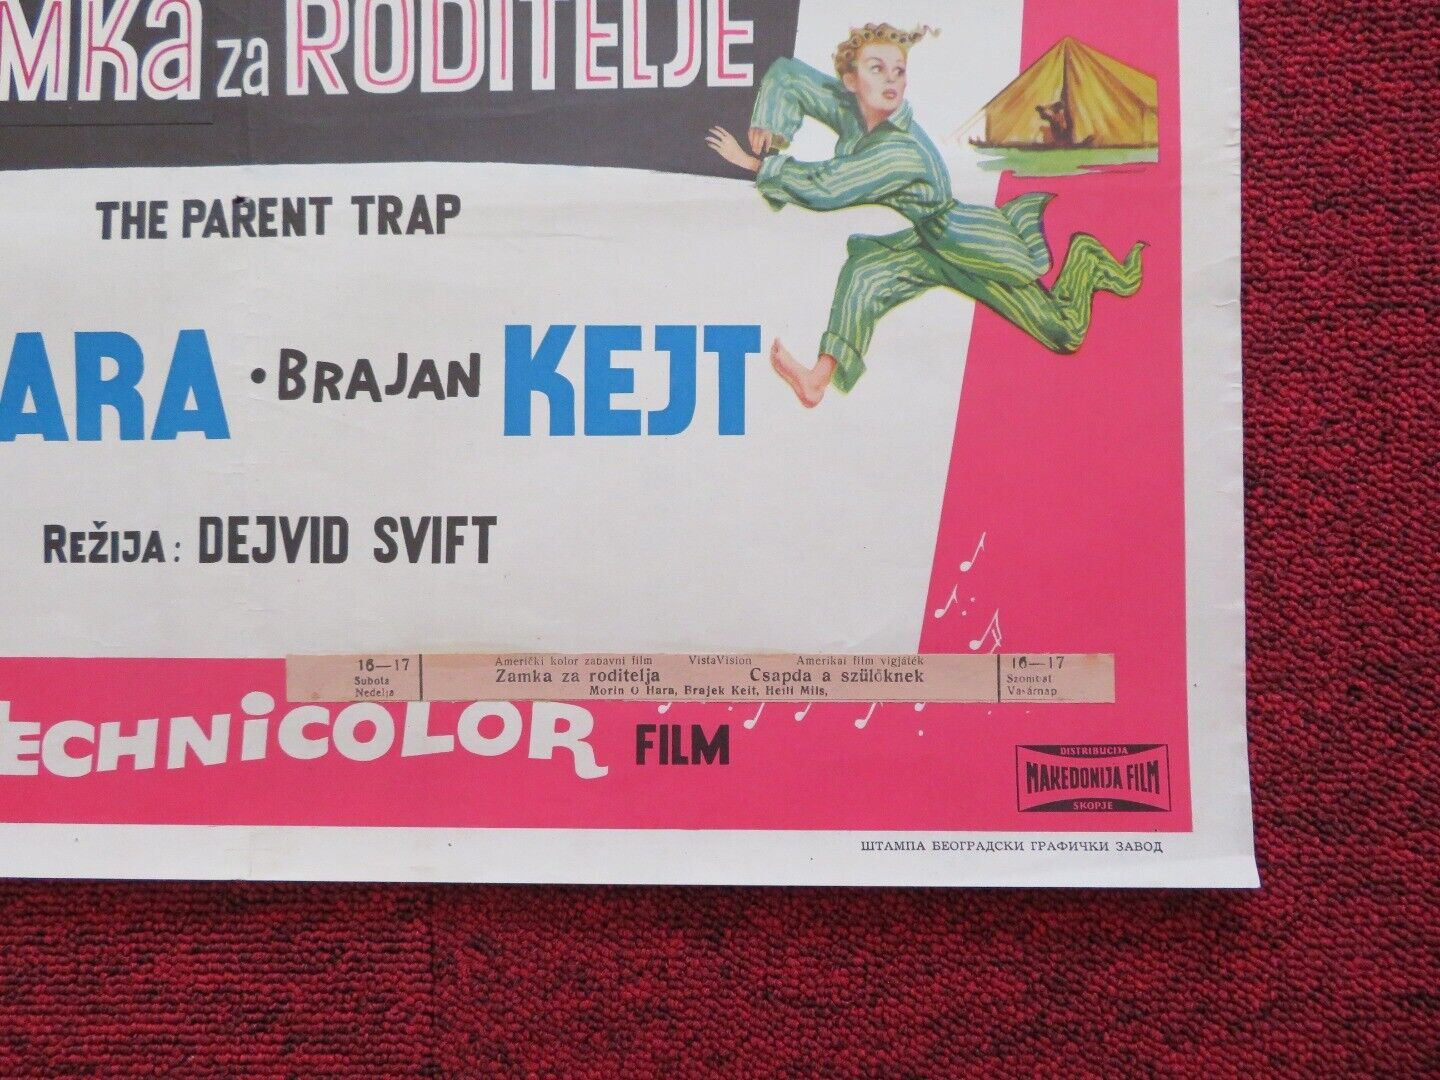 MKa za RODITELJE
THE PARENT TRAP
ARA • BRAJAN KEJT
REŽIJA: DEJVID SVIFT
16—17 Američki kolor zabavni film VistaVision Amerikai film vigjáték 16—17
Subota Zamka za roditelja Csapda a szülőknek Szombat
Nedelja Morin O Hara, Brajek Keit, Heili Mils, Vasárnap
ECHNiCOLOR FILM
DISTRIBUCIJA
MAKEDONIJA FILM
SKOPJE
ШТАМПА БЕОГРАДСКИ ГРАФИЧКИ ЗАВОД